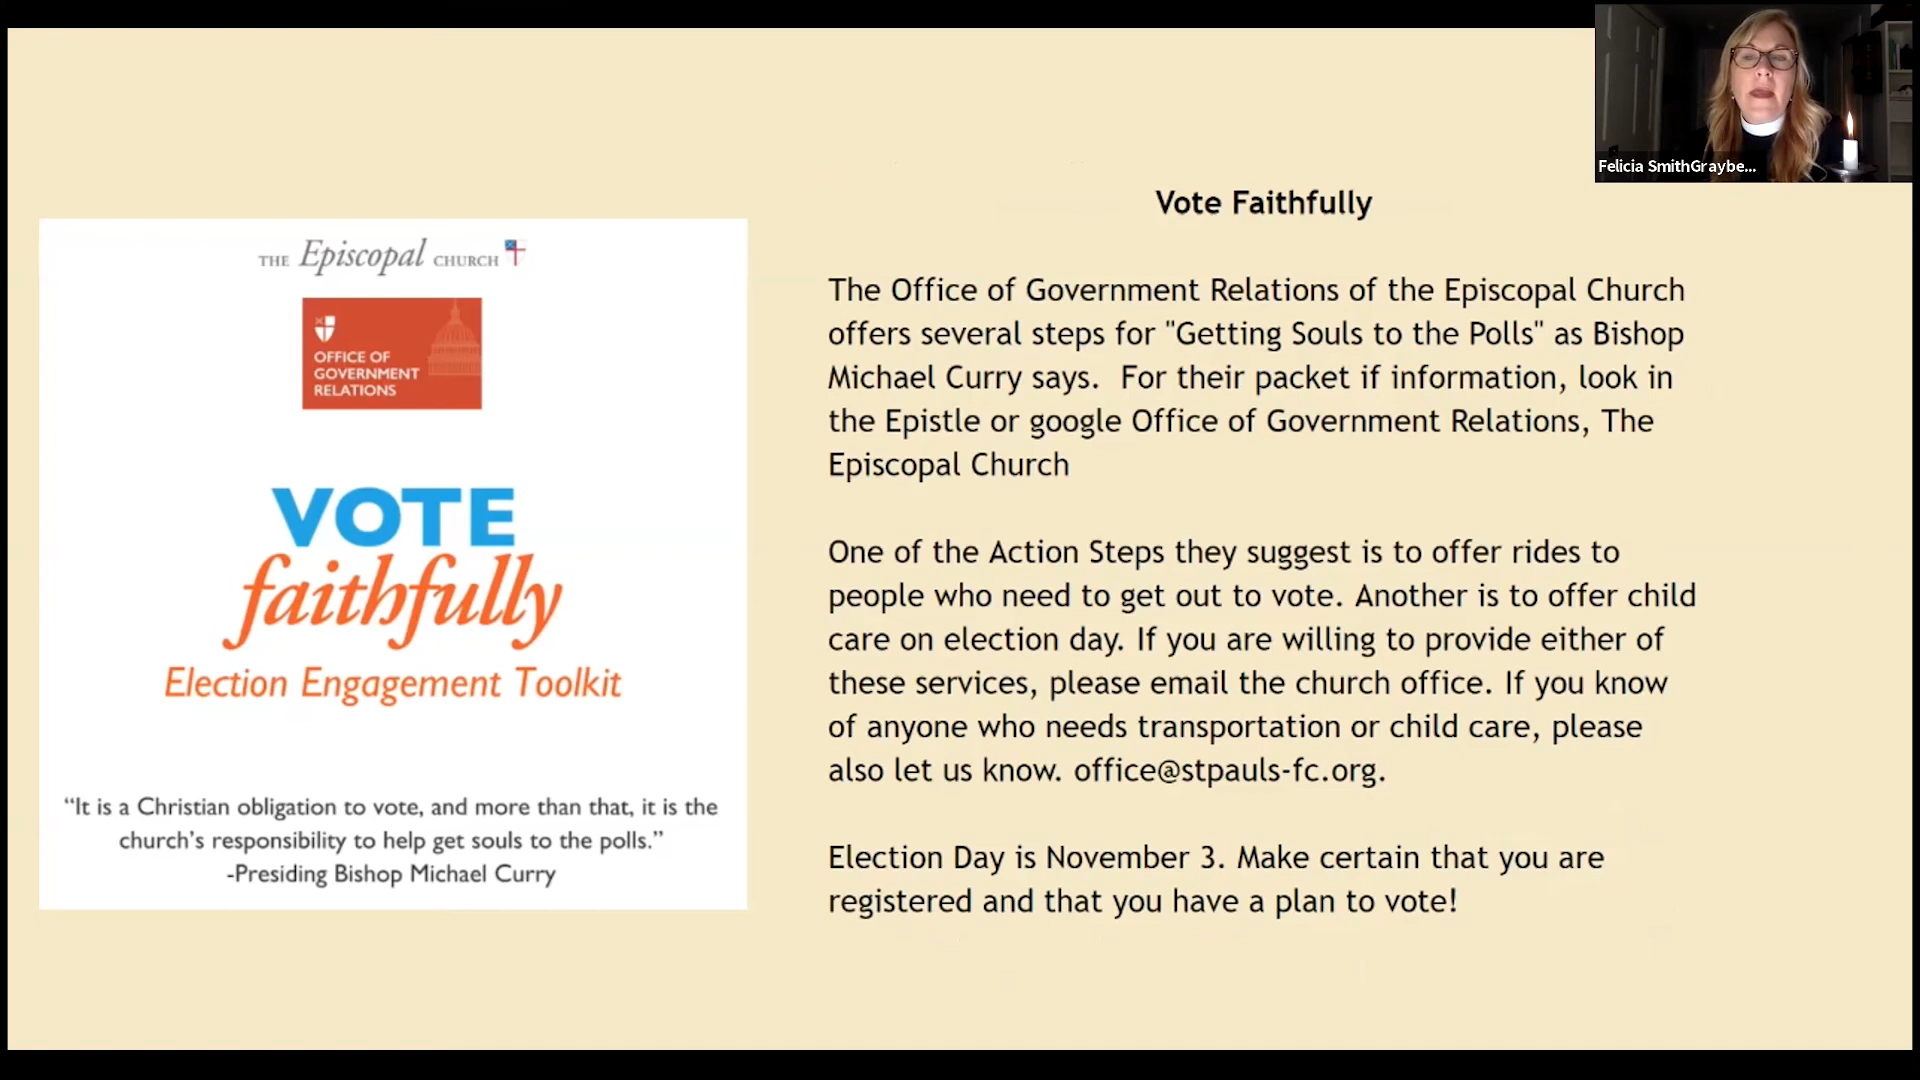 Felicia SmithGraybe...
THE Episcopal CHURCH
OFFICE OF
GOVERNMENT
RELATIONS
VOTE
faithfully
Election Engagement Toolkit
“It is a Christian obligation to vote, and more than that, it is the
church’s responsibility to help get souls to the polls.”
-Presiding Bishop Michael Curry
Vote Faithfully
The Office of Government Relations of the Episcopal Church
offers several steps for "Getting Souls to the Polls" as Bishop
Michael Curry says.  For their packet if information, look in
the Epistle or google Office of Government Relations, The
Episcopal Church
One of the Action Steps they suggest is to offer rides to
people who need to get out to vote. Another is to offer child
care on election day. If you are willing to provide either of
these services, please email the church office. If you know
of anyone who needs transportation or child care, please
also let us know. office@stpauls-fc.org.
Election Day is November 3. Make certain that you are
registered and that you have a plan to vote!